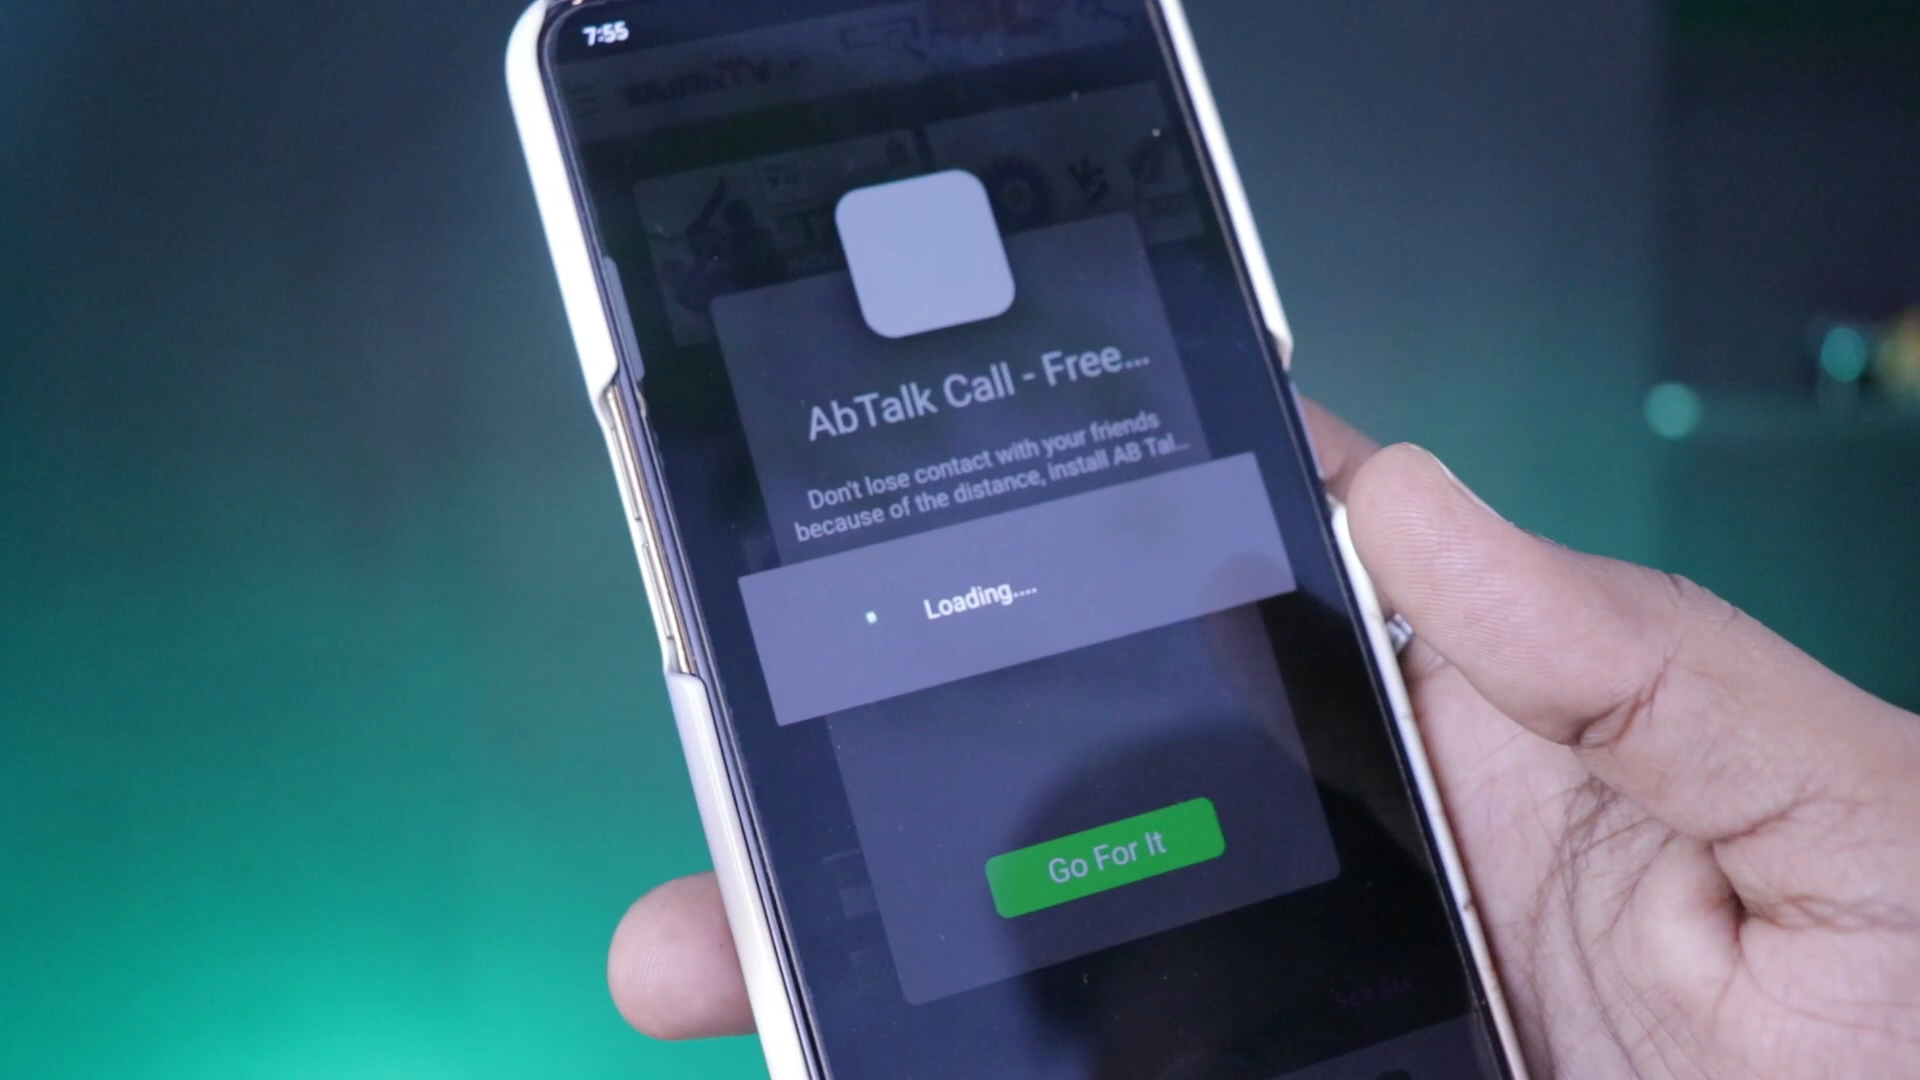 7:55
VS
AbTalk Call - Free...
Don't lose contact with your friends
because of the distance, install AB Tal...
Loading....
Go For It